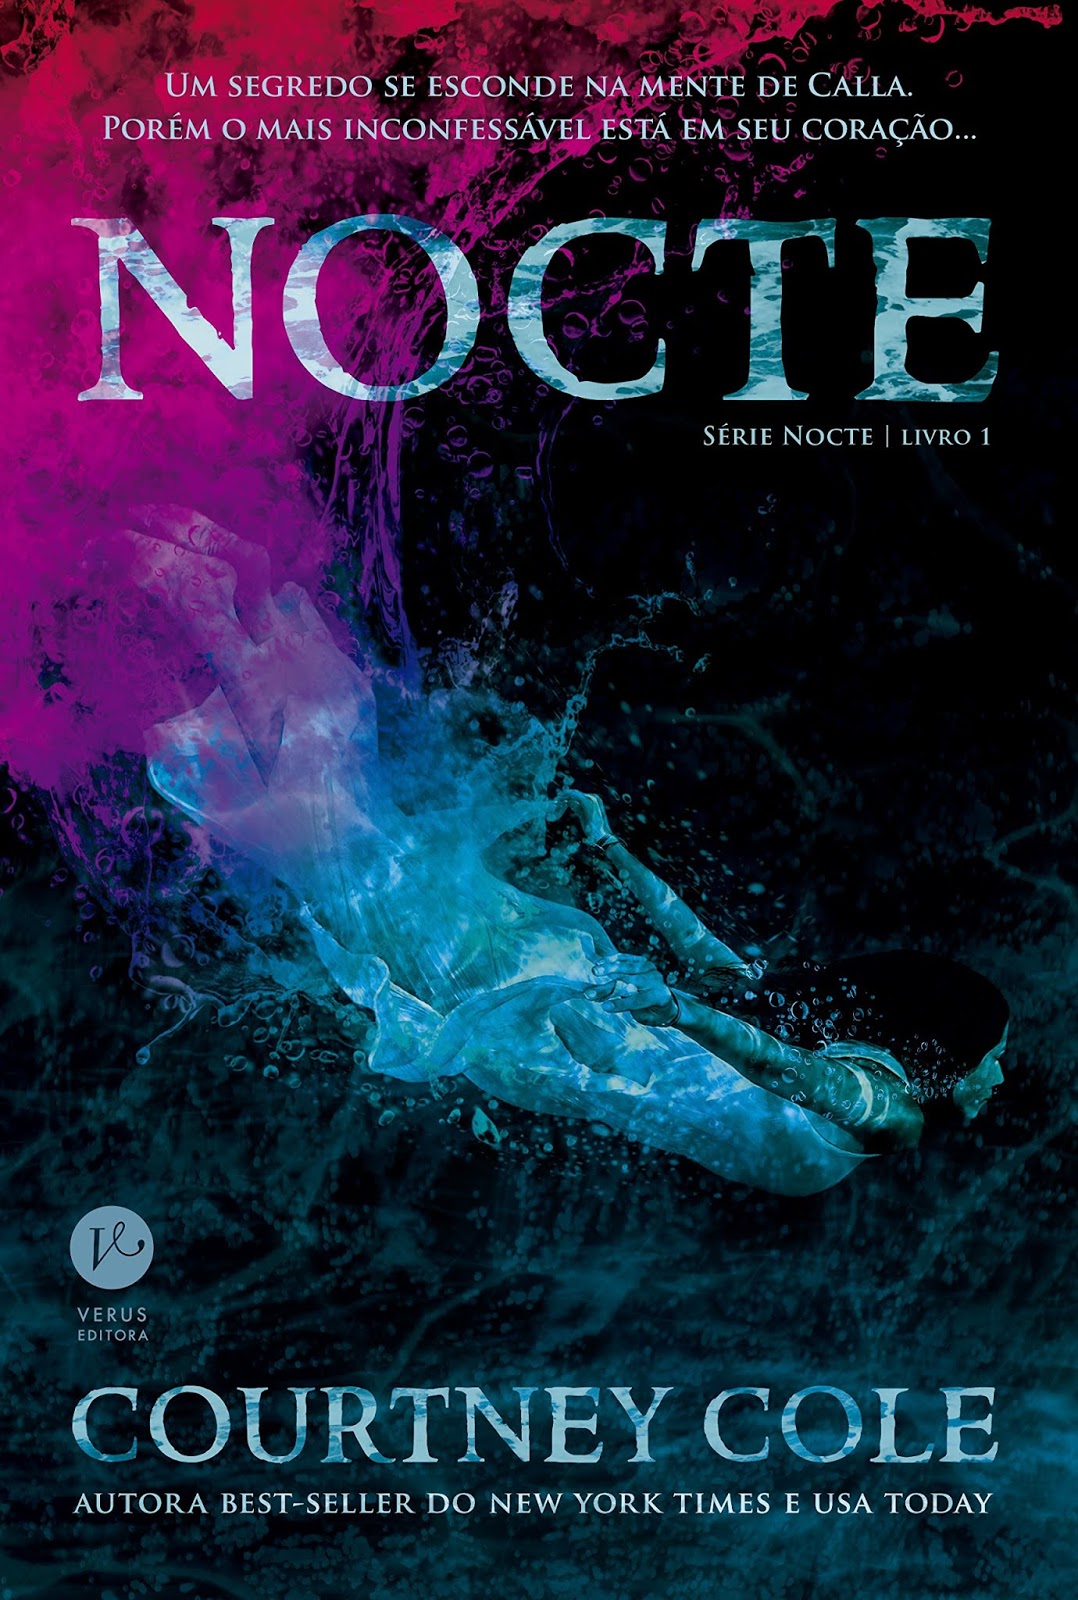 Um segredo se esconde na mente de Calla.
Porém o mais inconfessável está em seu coração...
NOCTE
Série Nocte | livro 1
Ve
VERUS
EDITORA
COURTNEY COLE
AUTORA BEST-SELLER DO NEW YORK TIMES E USA TODAY